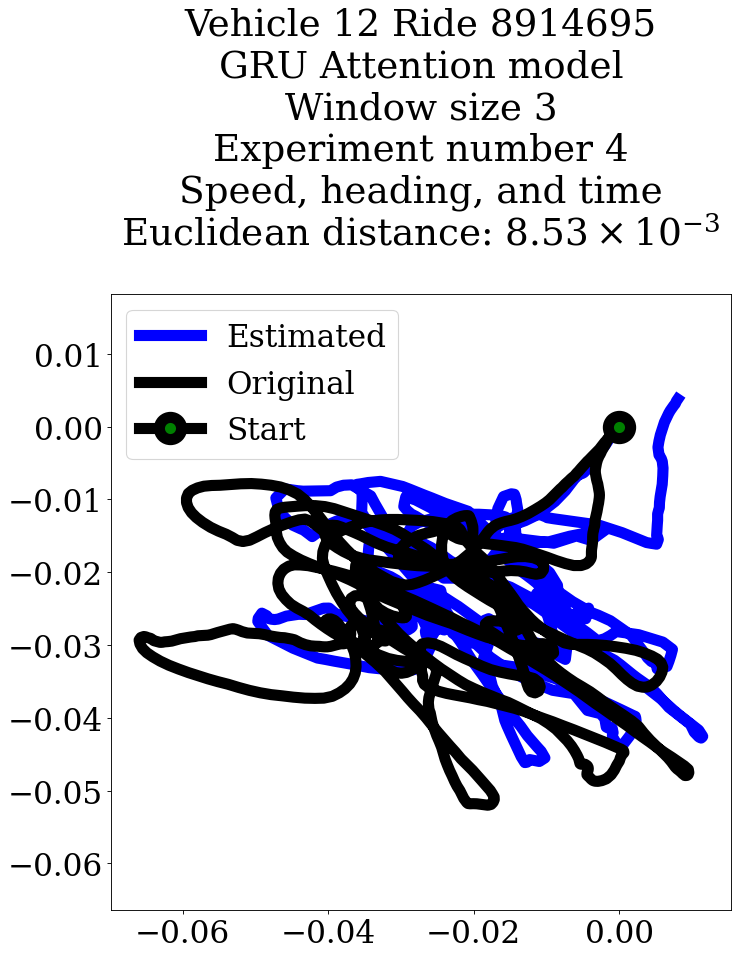 Vehicle 12 Ride 8914695
GRU Attention model
Window size 3
Experiment number 4
Speed, heading, and time
Euclidean distance: 8.53 × 10⁻³
Estimated
Original
Start
0.01
0.00
−0.01
−0.02
−0.03
−0.04
−0.05
−0.06
−0.06 −0.04 −0.02 0.00